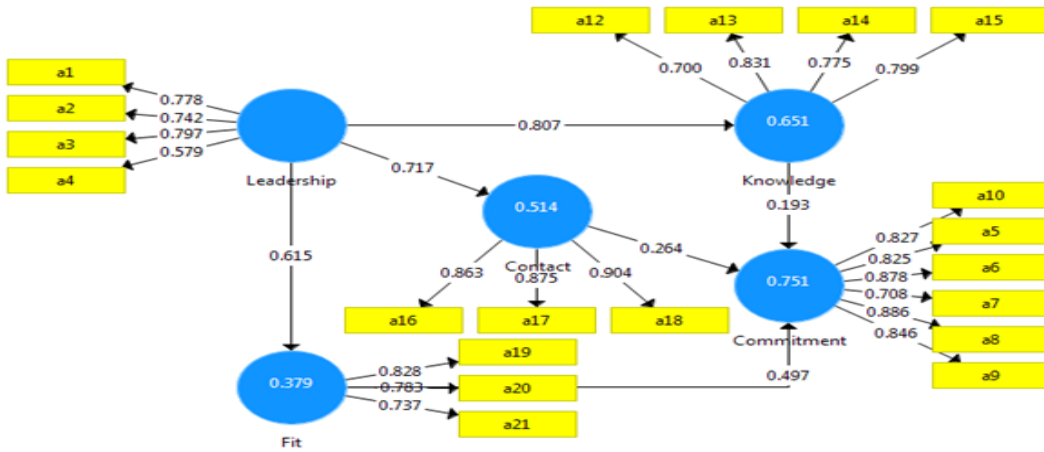 a12
a13
a14
a15
0.700
0.831
0.775
0.799
a1
a2
a3
a4
0.778
0.742
0.797
0.579
Leadership
0.807
0.651
Knowledge
0.717
0.193
0.615
0.514
Contact
0.264
0.863
0.875
0.904
a16
a17
a18
0.751
Commitment
0.827
0.825
0.878
0.708
0.886
0.846
a10
a5
a6
a7
a8
a9
0.379
Fit
0.828
0.783
0.737
a19
a20
a21
0.497